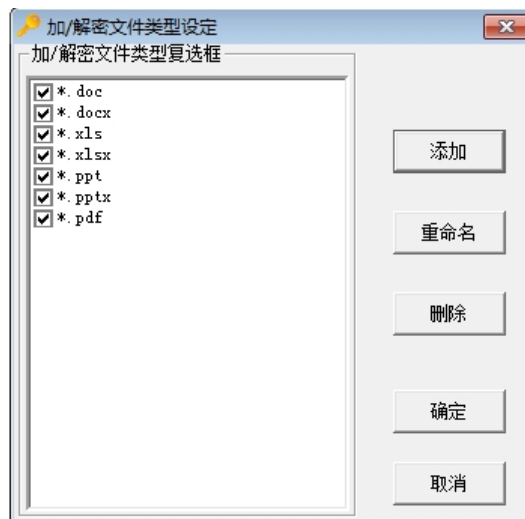 加/解密文件类型设定
加/解密文件类型复选框
*.doc
*.docx
*.xls
*.xlsx
*.ppt
*.pptx
*.pdf
添加
重命名
删除
确定
取消